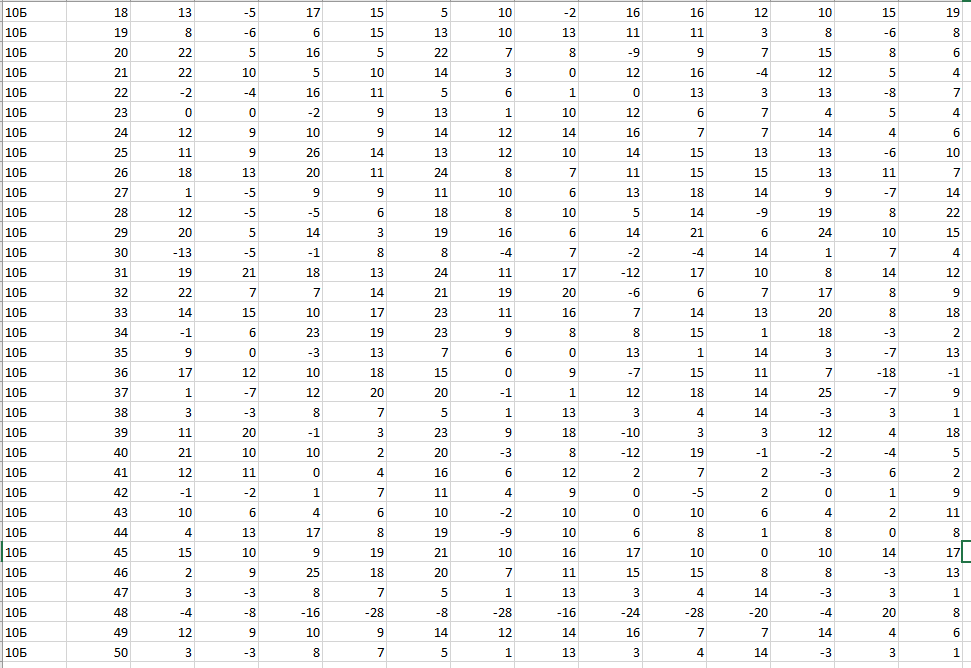 10Б 18 13 -5 17 15 5 10 -2 16 16 12 10 15 19
10Б 19 8 -6 6 15 13 10 13 11 11 3 8 -6 8
10Б 20 22 5 16 5 22 7 8 -9 9 7 15 8 6
10Б 21 22 10 5 10 14 3 0 12 16 -4 12 5 4
10Б 22 -2 -4 16 11 5 6 1 0 13 3 13 -8 7
10Б 23 0 0 -2 9 13 1 10 12 6 7 4 5 4
10Б 24 12 9 10 9 14 12 14 16 7 7 14 4 6
10Б 25 11 9 26 14 13 12 10 14 15 13 13 -6 10
10Б 26 18 13 20 11 24 8 7 11 15 15 13 11 7
10Б 27 1 -5 9 9 11 10 6 13 18 14 9 -7 14
10Б 28 12 -5 -5 6 18 8 10 5 14 -9 19 8 22
10Б 29 20 5 14 3 19 16 6 14 21 6 24 10 15
10Б 30 -13 -5 -1 8 8 -4 7 -2 -4 14 1 7 4
10Б 31 19 21 18 13 24 11 17 -12 17 10 8 14 12
10Б 32 22 7 7 14 21 19 20 -6 6 7 17 8 9
10Б 33 14 15 10 17 23 11 16 7 14 13 20 8 18
10Б 34 -1 6 23 19 23 9 8 8 15 1 18 -3 2
10Б 35 9 0 -3 13 7 6 0 13 1 14 3 -7 13
10Б 36 17 12 10 18 15 0 9 -7 15 11 7 -18 -1
10Б 37 1 -7 12 20 20 -1 1 12 18 14 25 -7 9
10Б 38 3 -3 8 7 5 1 13 3 4 14 -3 3 1
10Б 39 11 20 -1 3 23 9 18 -10 3 3 12 4 18
10Б 40 21 10 10 2 20 -3 8 -12 19 -1 -2 -4 5
10Б 41 12 11 0 4 16 6 12 2 7 2 -3 6 2
10Б 42 -1 -2 1 7 11 4 9 0 -5 2 0 1 9
10Б 43 10 6 4 6 10 -2 10 0 10 6 4 2 11
10Б 44 4 13 17 8 19 -9 10 6 8 1 8 0 8
10Б 45 15 10 9 19 21 10 16 17 10 0 10 14 17
10Б 46 2 9 25 18 20 7 11 15 15 8 8 -3 13
10Б 47 3 -3 8 7 5 1 13 3 4 14 -3 3 1
10Б 48 -4 -8 -16 -28 -8 -28 -16 -24 -28 -20 -4 20 8
10Б 49 12 9 10 9 14 12 14 16 7 7 14 4 6
10Б 50 3 -3 8 7 5 1 13 3 4 14 -3 3 1